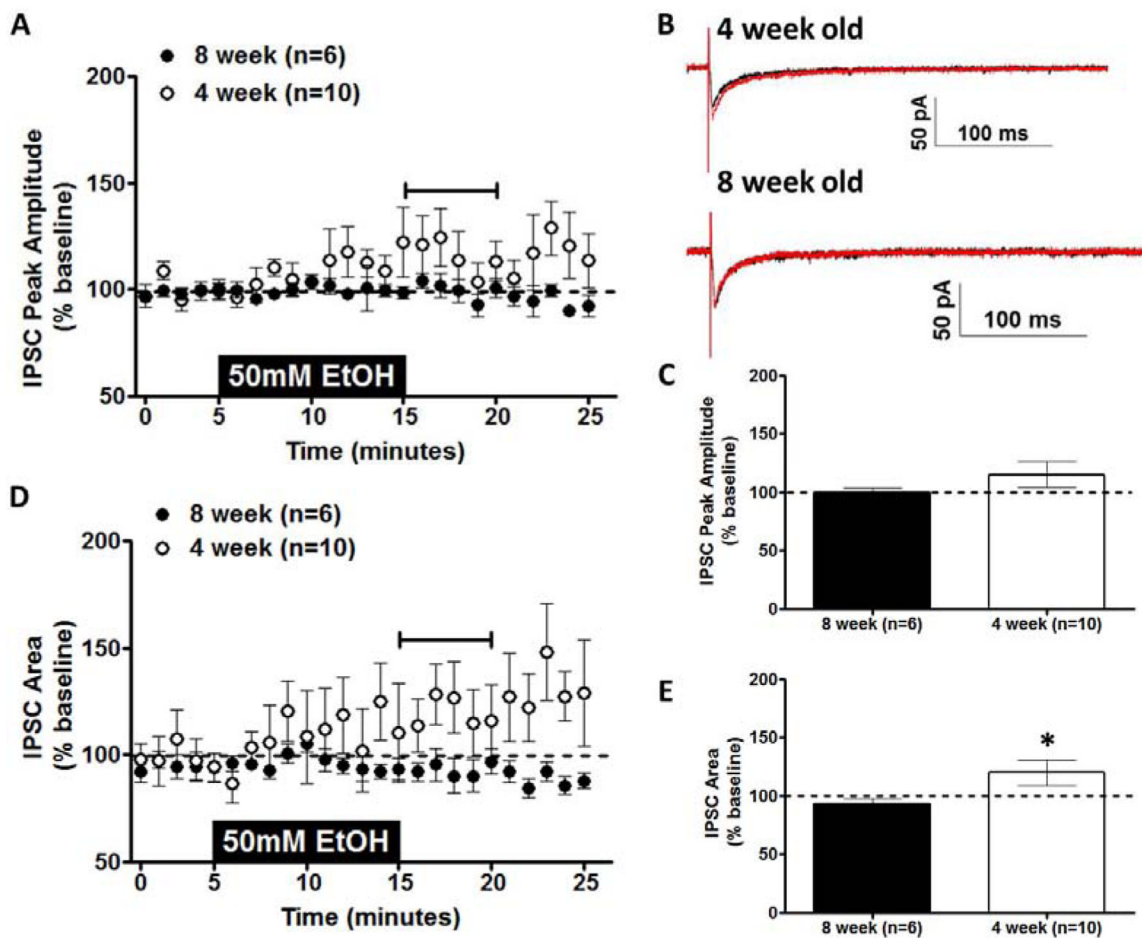 A
8 week (n=6)
4 week (n=10)
200
150
100
50
IPSC Peak Amplitude
(% baseline)
50mM EtOH
0 5 10 15 20 25
Time (minutes)
B
4 week old
50 pA
100 ms
8 week old
50 pA
100 ms
C
200
150
100
50
0
IPSC Peak Amplitude
(% baseline)
8 week (n=6) 4 week (n=10)
D
8 week (n=6)
4 week (n=10)
200
150
100
50
IPSC Area
(% baseline)
50mM EtOH
0 5 10 15 20 25
Time (minutes)
E
200
150
100
50
0
IPSC Area
(% baseline)
*
8 week (n=6) 4 week (n=10)